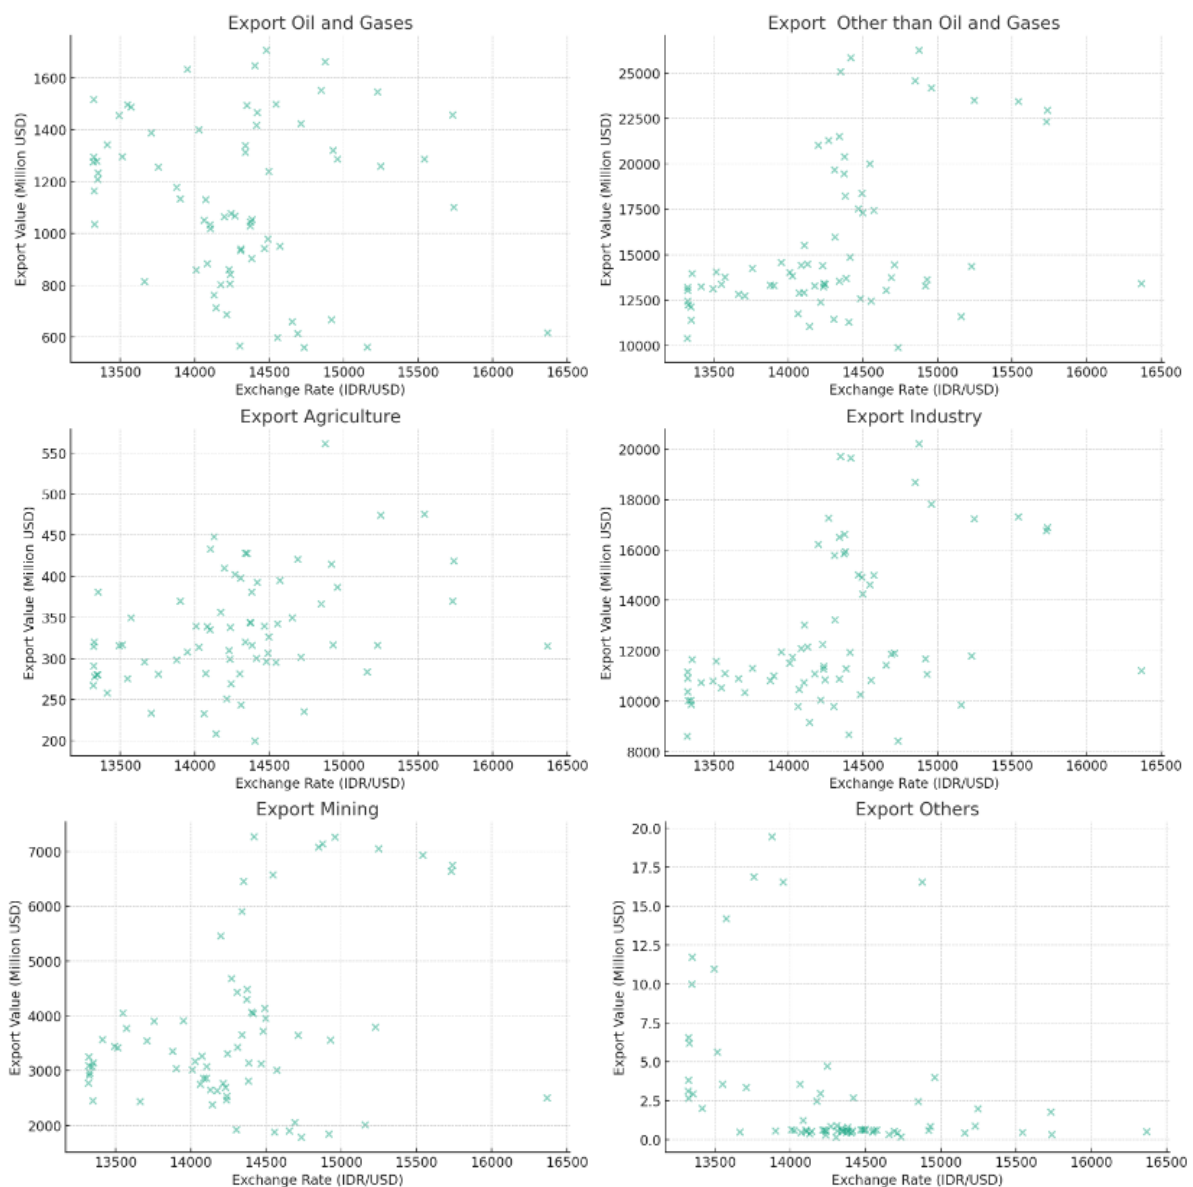 Export Oil and Gases
Export Value (Million USD)
1600
1400
1200
1000
800
600
13500 14000 14500 15000 15500 16000 16500
Exchange Rate (IDR/USD)
Export  Other than Oil and Gases
Export Value (Million USD)
25000
22500
20000
17500
15000
12500
10000
13500 14000 14500 15000 15500 16000 16500
Exchange Rate (IDR/USD)
Export Agriculture
Export Value (Million USD)
550
500
450
400
350
300
250
200
13500 14000 14500 15000 15500 16000 16500
Exchange Rate (IDR/USD)
Export Industry
Export Value (Million USD)
20000
18000
16000
14000
12000
10000
8000
13500 14000 14500 15000 15500 16000 16500
Exchange Rate (IDR/USD)
Export Mining
Export Value (Million USD)
7000
6000
5000
4000
3000
2000
13500 14000 14500 15000 15500 16000 16500
Exchange Rate (IDR/USD)
Export Others
Export Value (Million USD)
20.0
17.5
15.0
12.5
10.0
7.5
5.0
2.5
0.0
13500 14000 14500 15000 15500 16000 16500
Exchange Rate (IDR/USD)